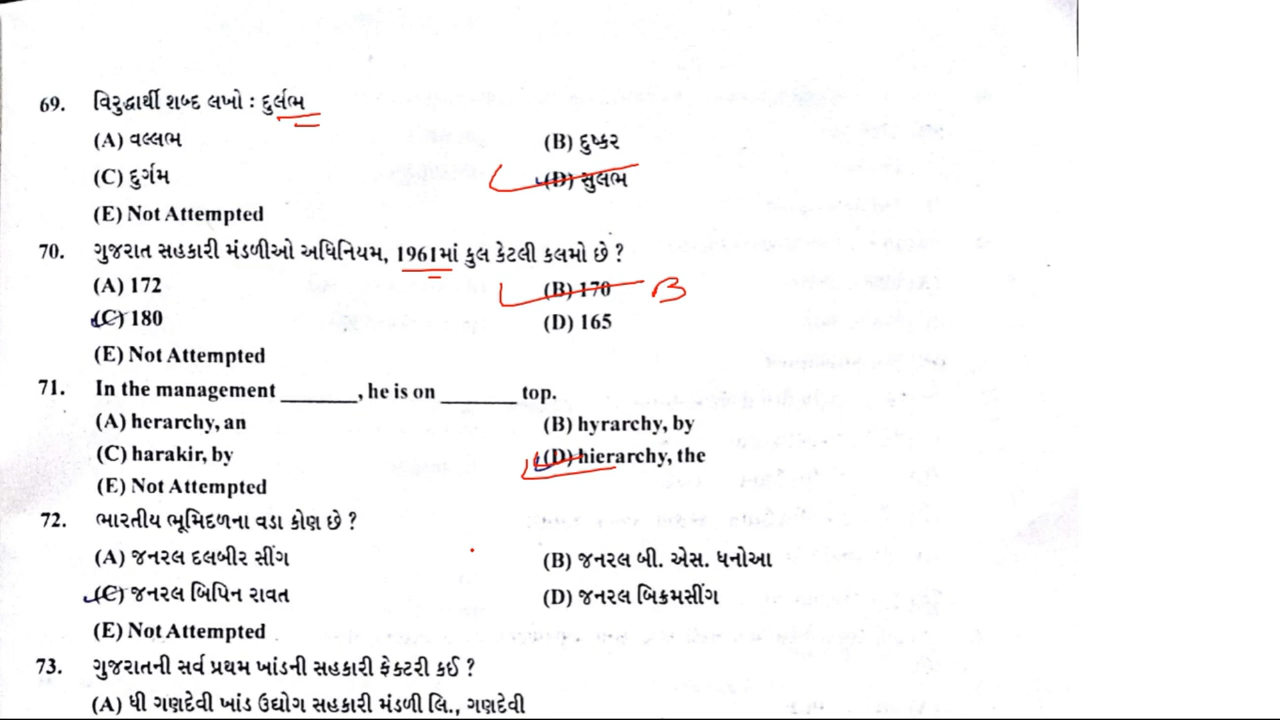 69. વિરુદ્ધાર્થી શબ્દ લખો : દુર્લભ
(A) વલ્લભ (B) દુષ્કર
(C) દુર્ગમ (D) સુલભ
(E) Not Attempted
70. ગુજરાત સહકારી મંડળીઓ અધિનિયમ, 1961માં કુલ કેટલી કલમો છે ?
(A) 172 (B) 170 B
(C) 180 (D) 165
(E) Not Attempted
71. In the management ______, he is on ______ top.
(A) herarchy, an (B) hyrarchy, by
(C) harakir, by (D) hierarchy, the
(E) Not Attempted
72. ભારતીય ભૂમિદળના વડા કોણ છે ?
(A) જનરલ દલબીર સીંગ (B) જનરલ બી. એસ. ધનોઆ
(C) જનરલ બિપિન રાવત (D) જનરલ બિક્રમસીંગ
(E) Not Attempted
73. ગુજરાતની સર્વ પ્રથમ ખાંડની સહકારી ફેક્ટરી કઈ ?
(A) ધી ગણદેવી ખાંડ ઉદ્યોગ સહકારી મંડળી લિ., ગણદેવી